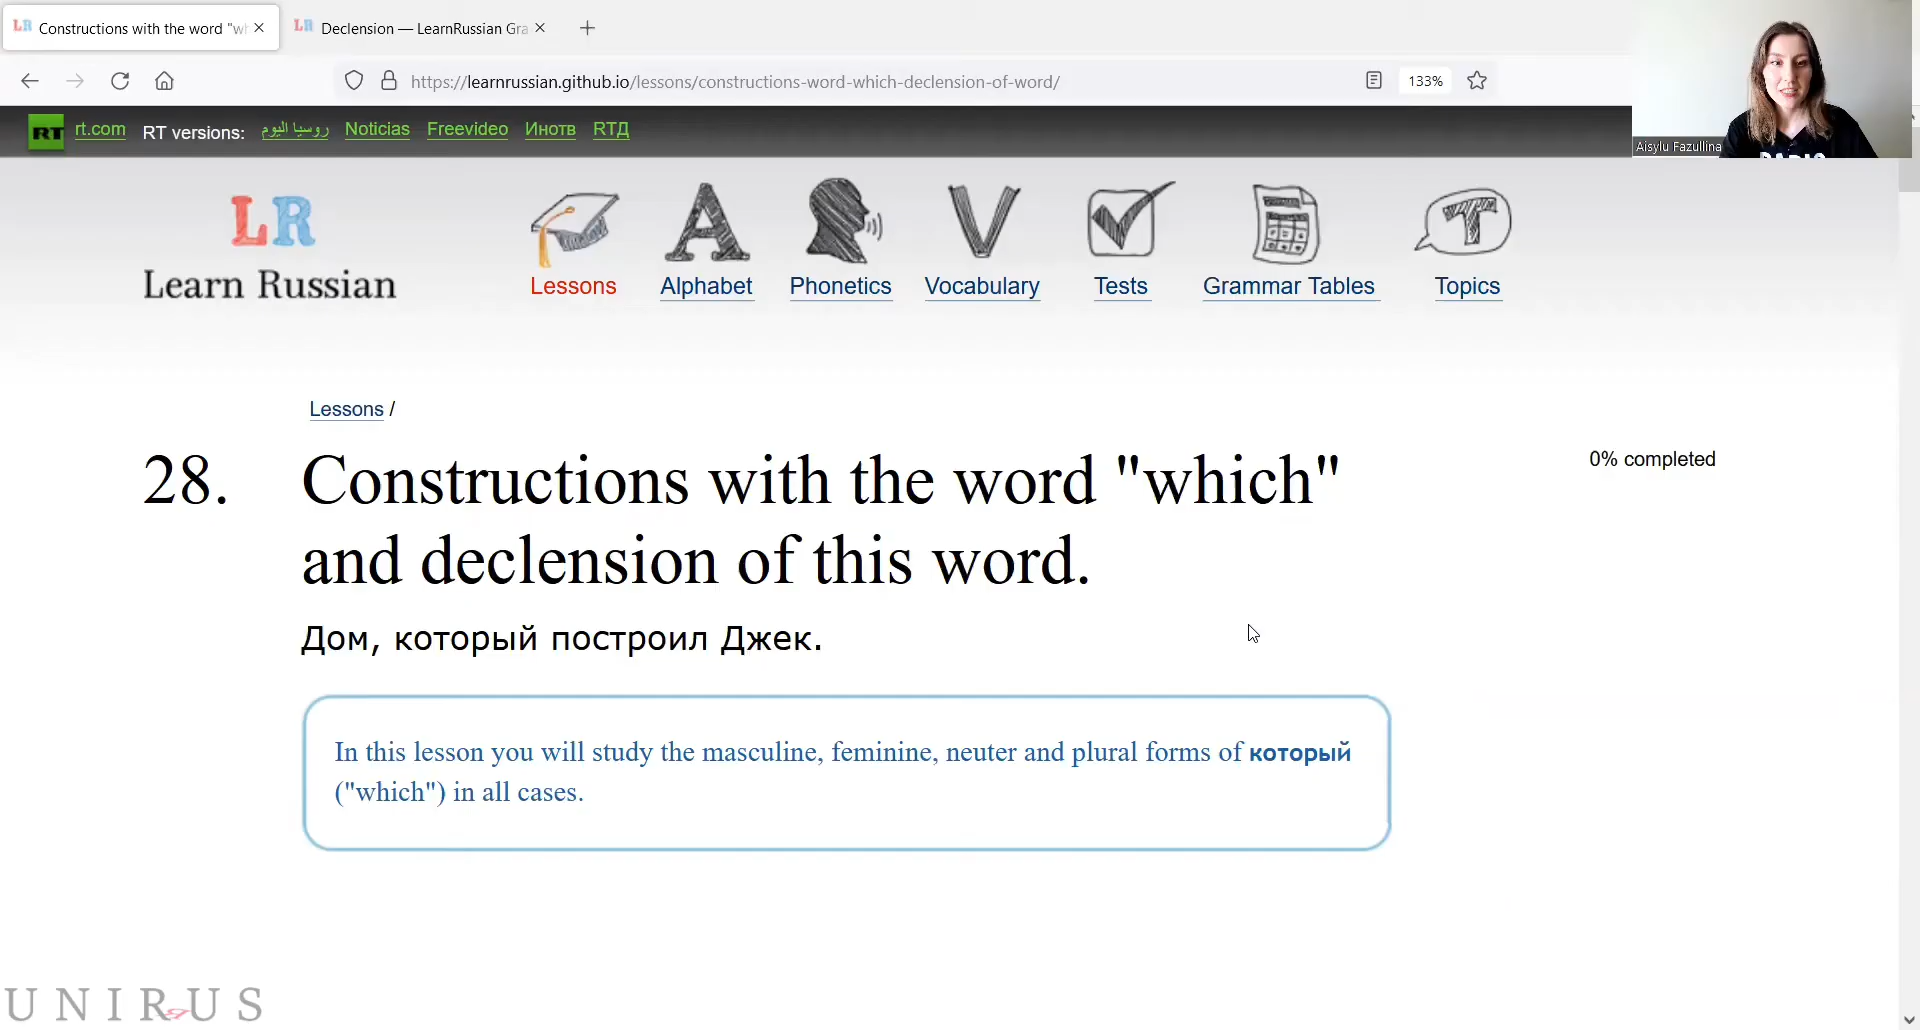 Constructions with the word "wh
Declension — LearnRussian Gra
https://learnrussian.github.io/lessons/constructions-word-which-declension-of-word/
133%
Aisylu Fazullina
RT rt.com RT versions: روسيا اليوم Noticias Freevideo Инотв RTД
LR
Learn Russian
Lessons Alphabet Phonetics Vocabulary Tests Grammar Tables Topics
Lessons /
28. Constructions with the word "which"
and declension of this word.
0% completed
Дом, который построил Джек.
In this lesson you will study the masculine, feminine, neuter and plural forms of который
("which") in all cases.
UNIRUS